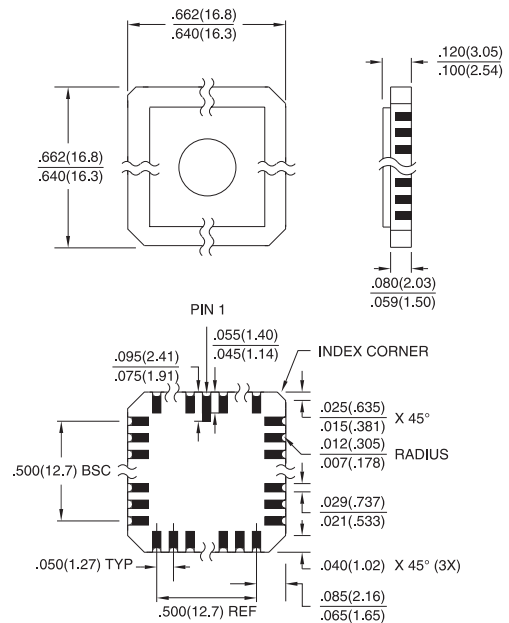 .662(16.8)
.640(16.3)
.120(3.05)
.100(2.54)
.662(16.8)
.640(16.3)
.080(2.03)
.059(1.50)
PIN 1
.055(1.40)
.045(1.14)
.095(2.41)
.075(1.91)
INDEX CORNER
.025(.635)
.015(.381)
X 45°
.012(.305)
.007(.178)
RADIUS
.500(12.7) BSC
.029(.737)
.021(.533)
.050(1.27) TYP
.040(1.02) X 45° (3X)
.500(12.7) REF
.085(2.16)
.065(1.65)